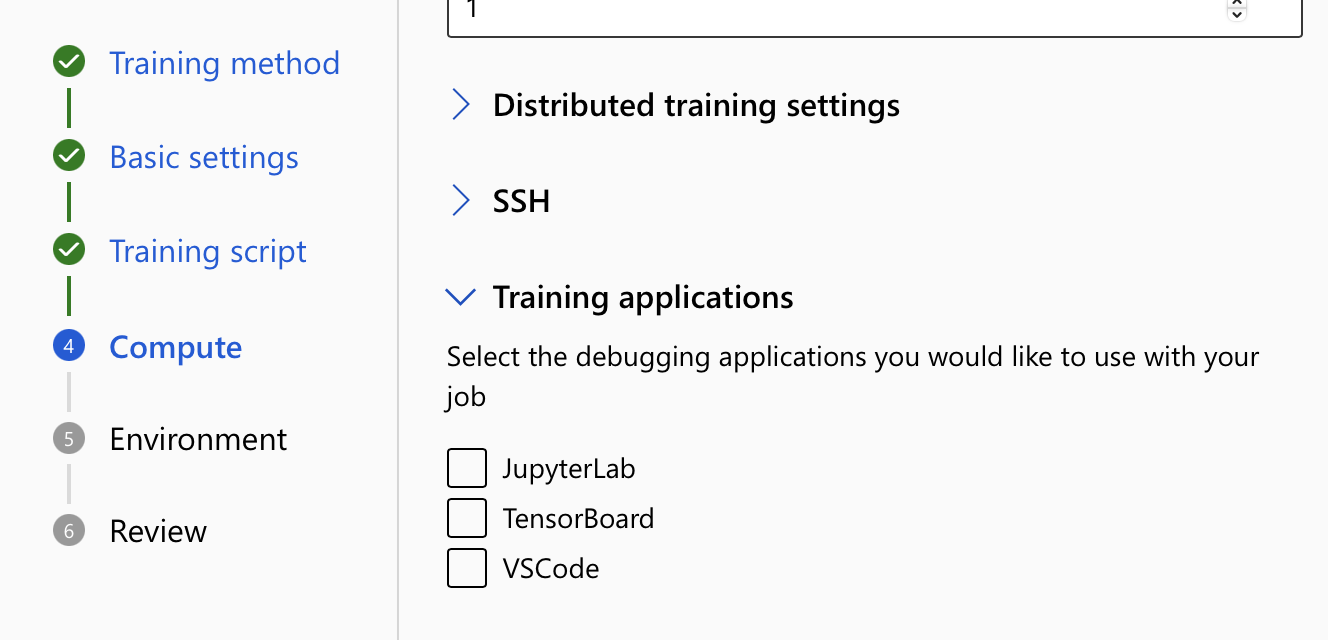 Training method
Basic settings
Training script
4 Compute
5 Environment
6 Review
1
Distributed training settings
SSH
Training applications
Select the debugging applications you would like to use with your
job
JupyterLab
TensorBoard
VSCode